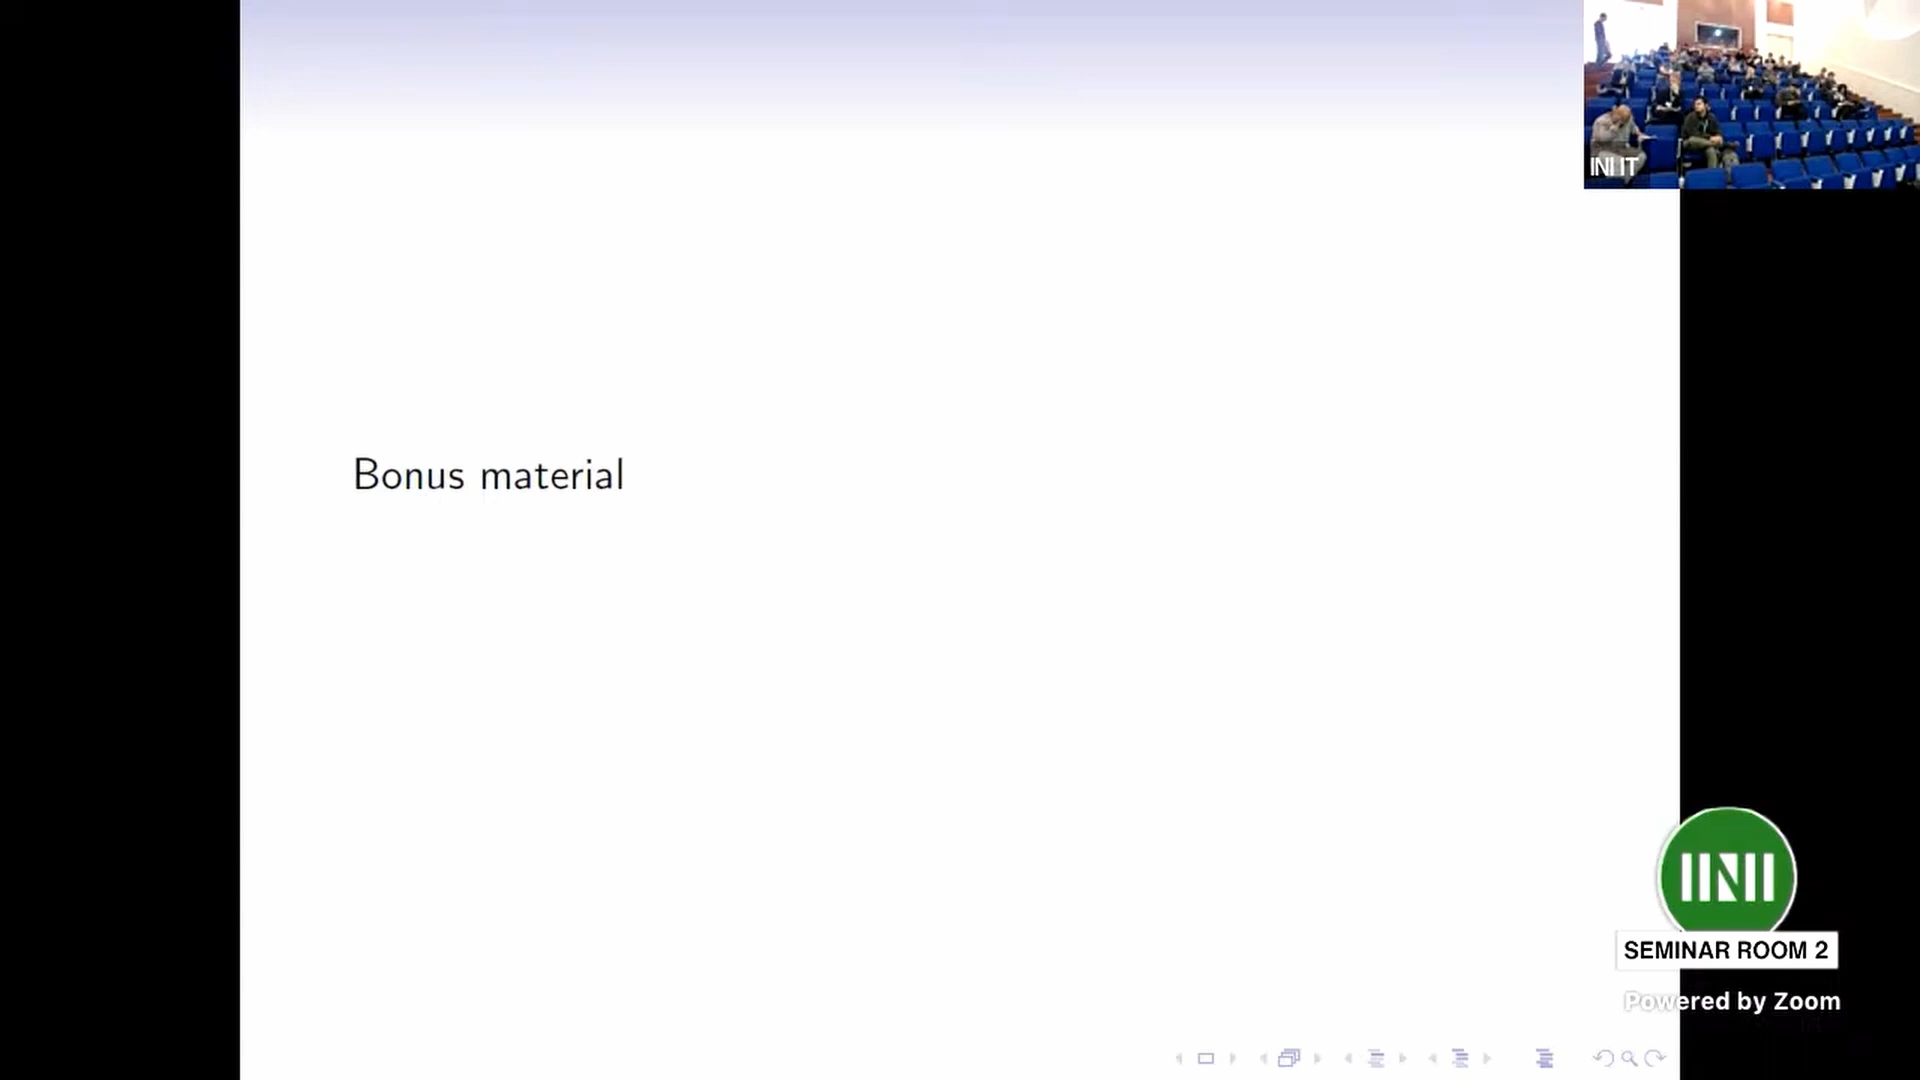 INI IT
Bonus material
INI
SEMINAR ROOM 2
Powered by Zoom